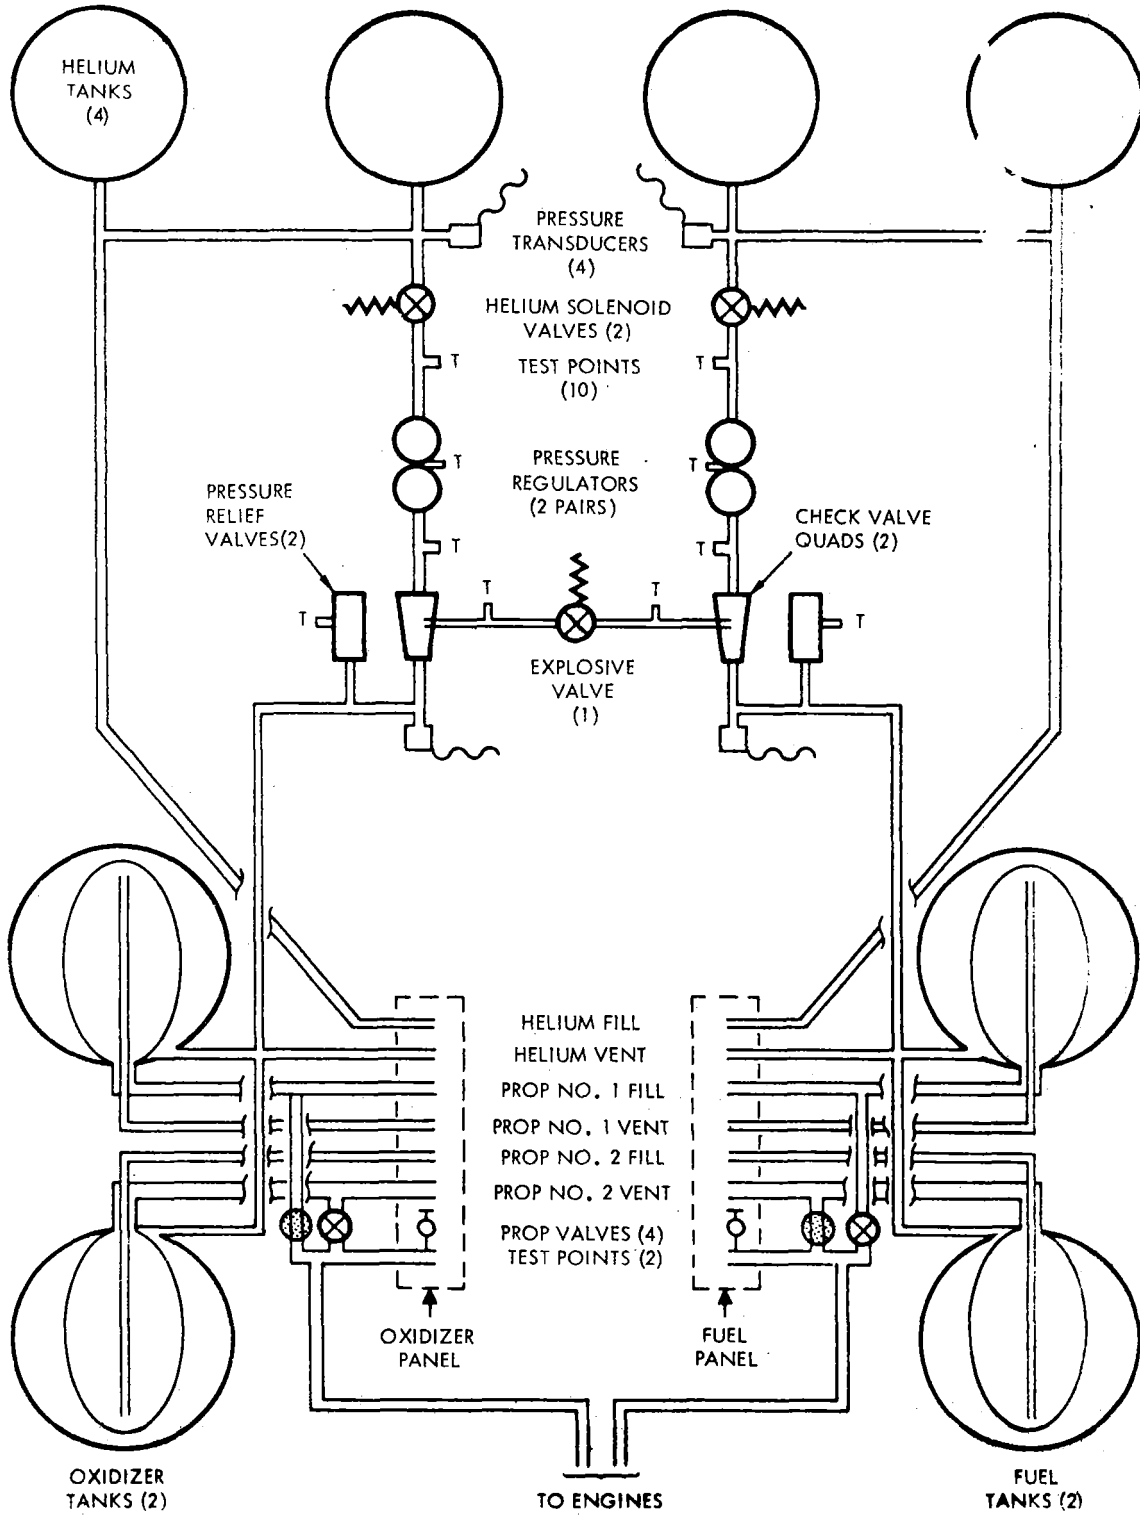 HELIUM
TANKS
(4)
PRESSURE
TRANSDUCERS
(4)
HELIUM SOLENOID
VALVES (2)
T
TEST POINTS
(10)
T
T
PRESSURE
REGULATORS
(2 PAIRS)
T
PRESSURE
RELIEF
VALVES(2)
CHECK VALVE
QUADS (2)
T
T
T
T
T
T
EXPLOSIVE
VALVE
(1)
HELIUM FILL
HELIUM VENT
PROP NO. 1 FILL
PROP NO. 1 VENT
PROP NO. 2 FILL
PROP NO. 2 VENT
PROP VALVES (4)
TEST POINTS (2)
OXIDIZER
PANEL
FUEL
PANEL
OXIDIZER
TANKS (2)
TO ENGINES
FUEL
TANKS (2)